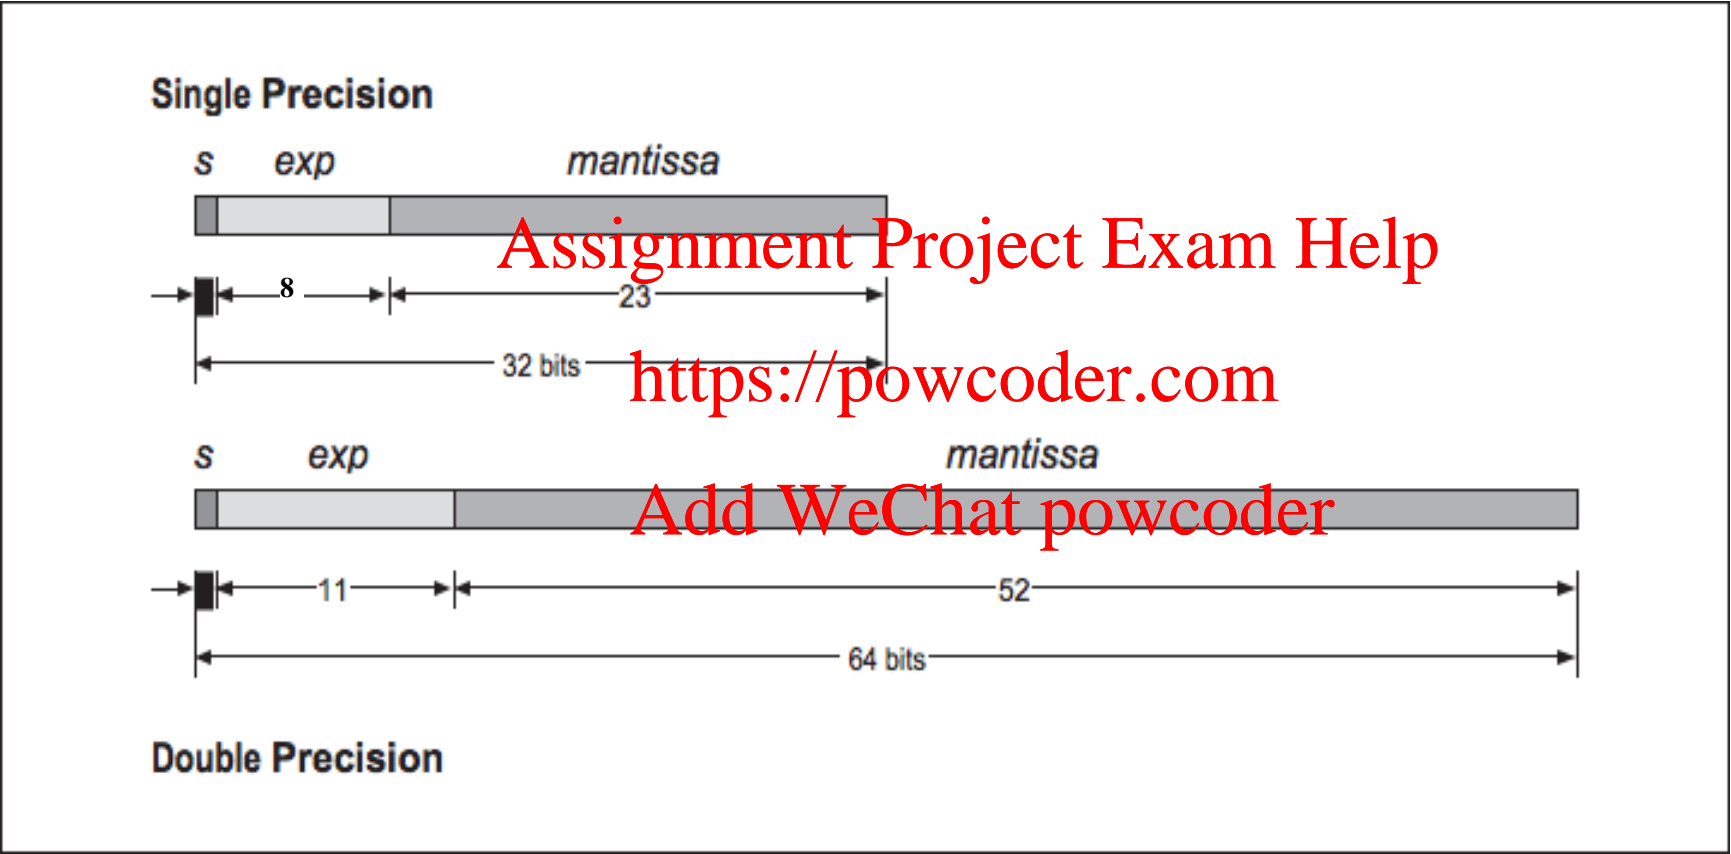 Single Precision
s exp mantissa
Assignment Project Exam Help
8 23
32 bits
https://powcoder.com
s exp mantissa
Add WeChat powcoder
11 52
64 bits
Double Precision